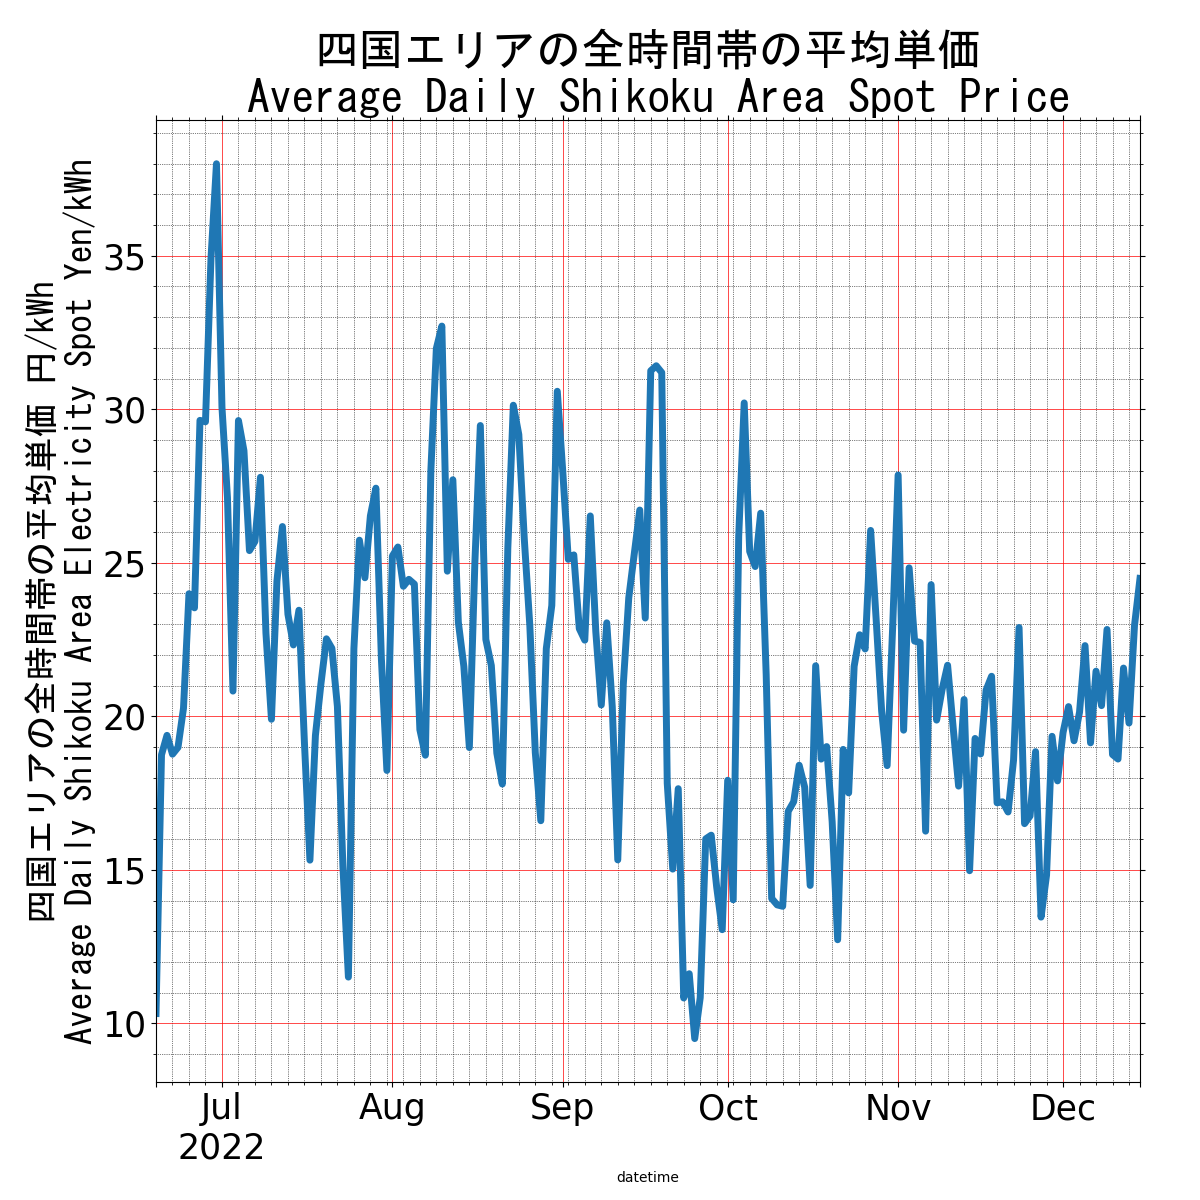 四国エリアの全時間帯の平均単価
Average Daily Shikoku Area Spot Price
四国エリアの全時間帯の平均単価 円/kWh
Average Daily Shikoku Area Electricity Spot Yen/kWh
35
30
25
20
15
10
Jul
2022
Aug
Sep
Oct
Nov
Dec
datetime